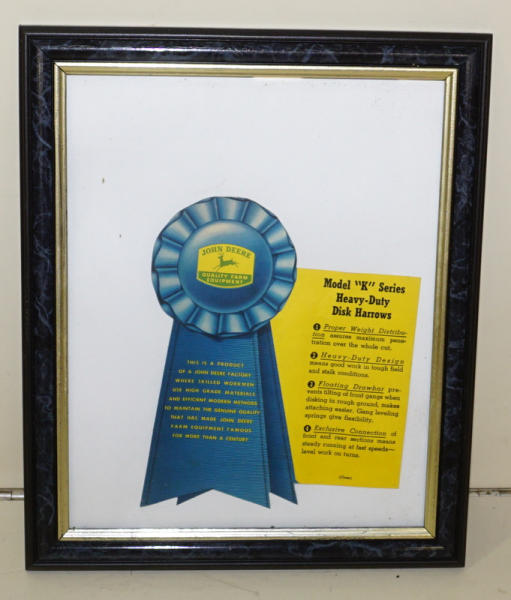 JOHN DEERE
QUALITY FARM
EQUIPMENT
THIS IS A PRODUCT
OF A JOHN DEERE FACTORY
WHERE SKILLED WORKMEN
USE HIGH GRADE MATERIALS
AND EFFICIENT MODERN METHODS
TO MAINTAIN THE GENUINE QUALITY
THAT HAS MADE JOHN DEERE
FARM EQUIPMENT FAMOUS
FOR MORE THAN A CENTURY
Model "K" Series
Heavy-Duty
Disk Harrows
1 Proper Weight Distribu-
tion assures maximum pene-
tration over the whole cut.
2 Heavy-Duty Design
means good work in tough field
and stalk conditions.
3 Floating Drawbar pre-
vents tilting of front gangs when
disking in rough ground, makes
attaching easier. Gang leveling
springs give flexibility.
4 Exclusive Connection of
front and rear sections means
steady running at fast speeds—
level work on turns.